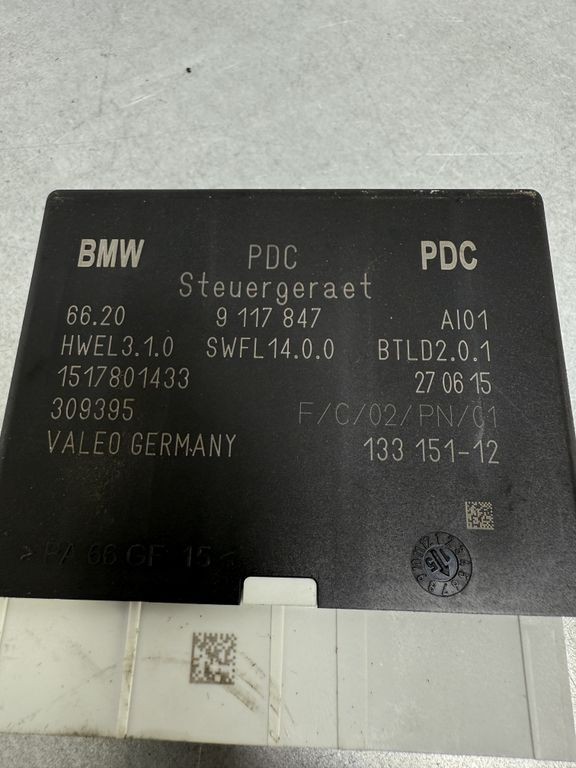 BMW PDC PDC
Steuergeraet
66.20 9 117 847 AI01
HWEL3.1.0 SWFL14.0.0 BTLD2.0.1
1517801433 27 06 15
309395 F/C/02/PN/01
VALEO GERMANY 133 151-12
>PA 66 GF 15<